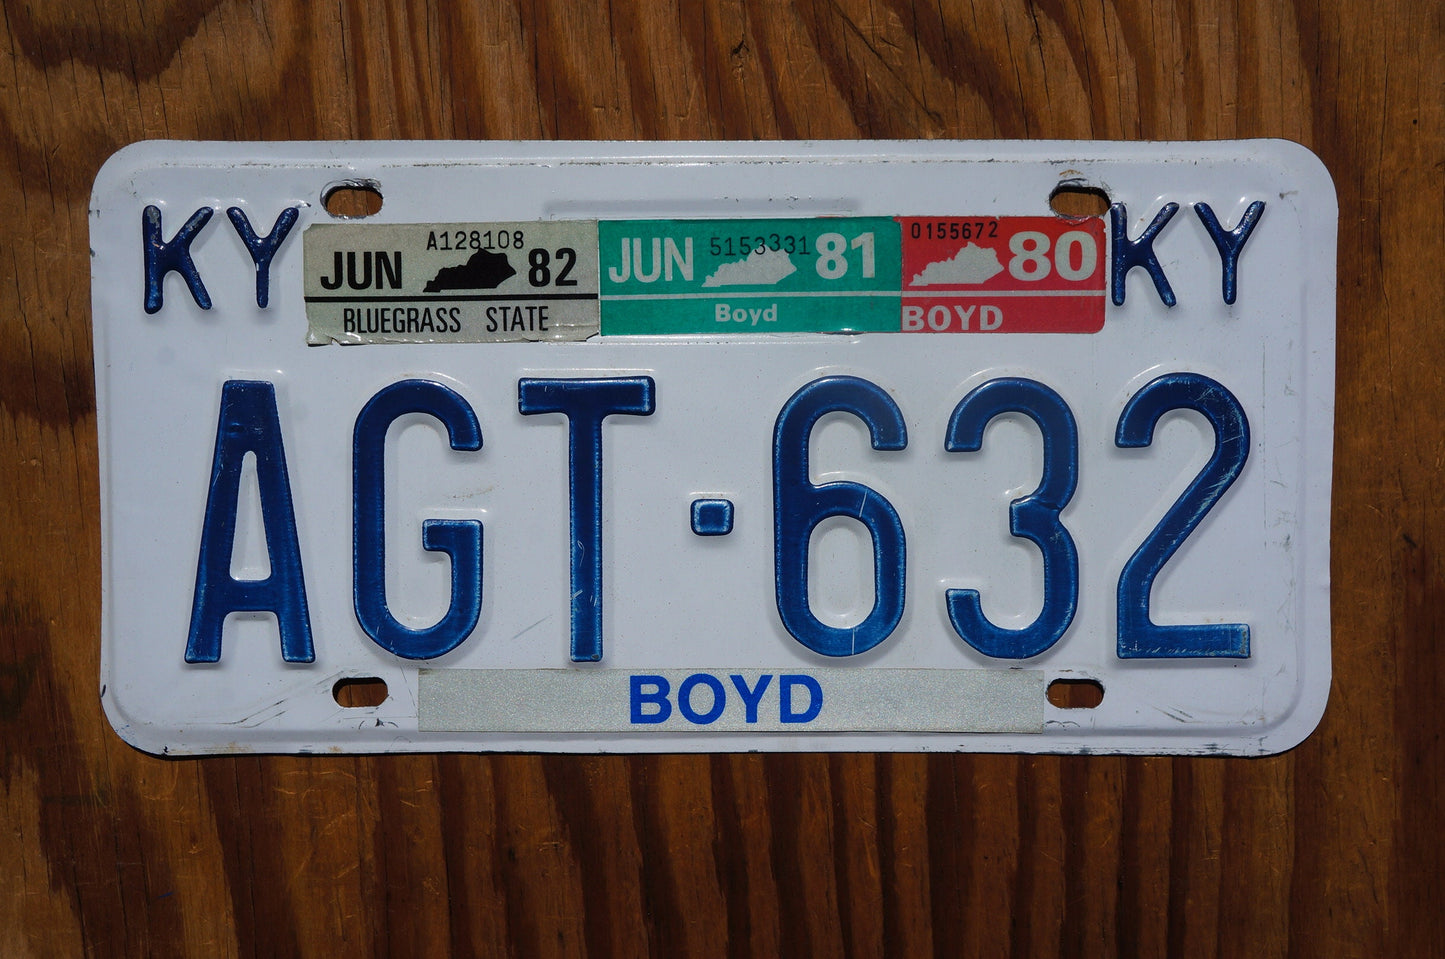 KY KY
A128108
JUN 82
BLUEGRASS STATE
5153331
JUN 81
Boyd
0155672
80
BOYD
AGT·632
BOYD